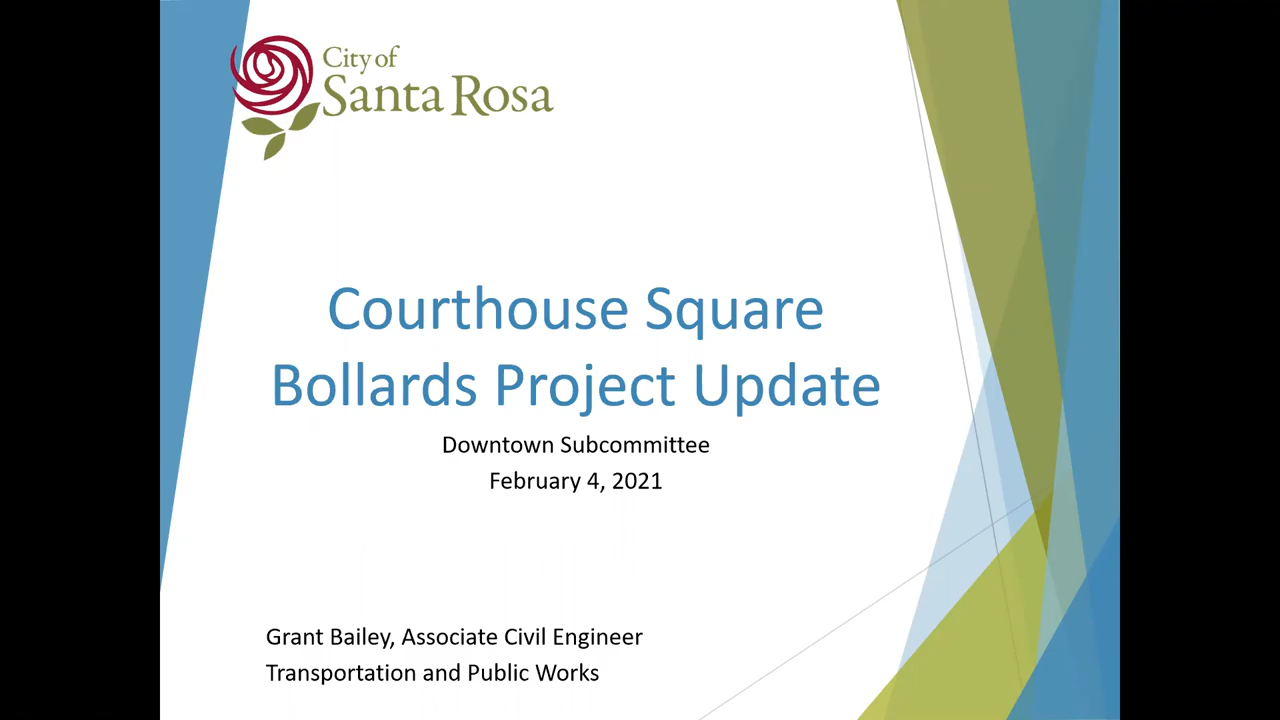 City of
Santa Rosa
Courthouse Square
Bollards Project Update
Downtown Subcommittee
February 4, 2021
Grant Bailey, Associate Civil Engineer
Transportation and Public Works